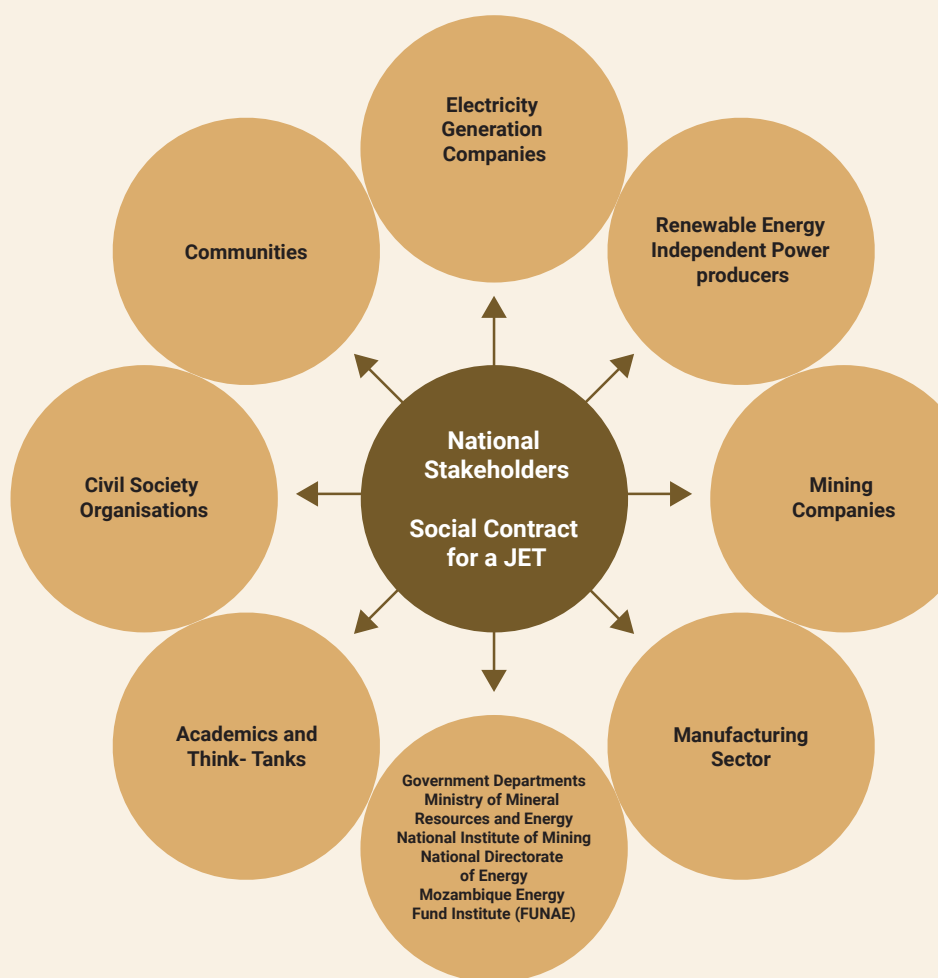 Electricity
Generation
Companies
Renewable Energy
Independent Power
producers
Mining
Companies
Manufacturing
Sector
Government Departments
Ministry of Mineral
Resources and Energy
National Institute of Mining
National Directorate
of Energy
Mozambique Energy
Fund Institute (FUNAE)
Academics and
Think- Tanks
Civil Society
Organisations
Communities
National
Stakeholders
Social Contract
for a JET